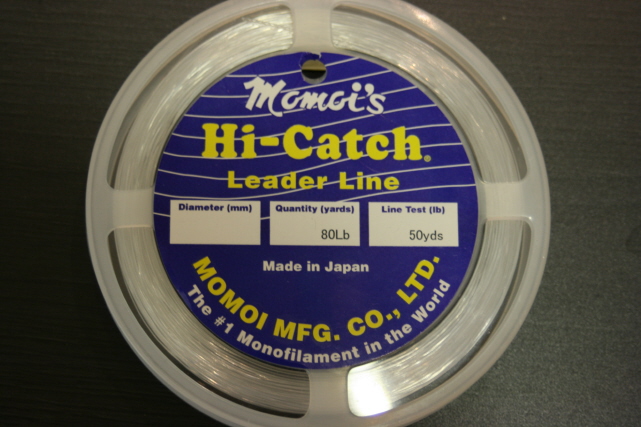 Momoi's
Hi-Catch®
Leader Line
Diameter (mm) Quantity (yards) Line Test (lb)
80Lb 50yds
Made in Japan
MOMOI MFG. CO., LTD.
The #1 Monofilament in the World